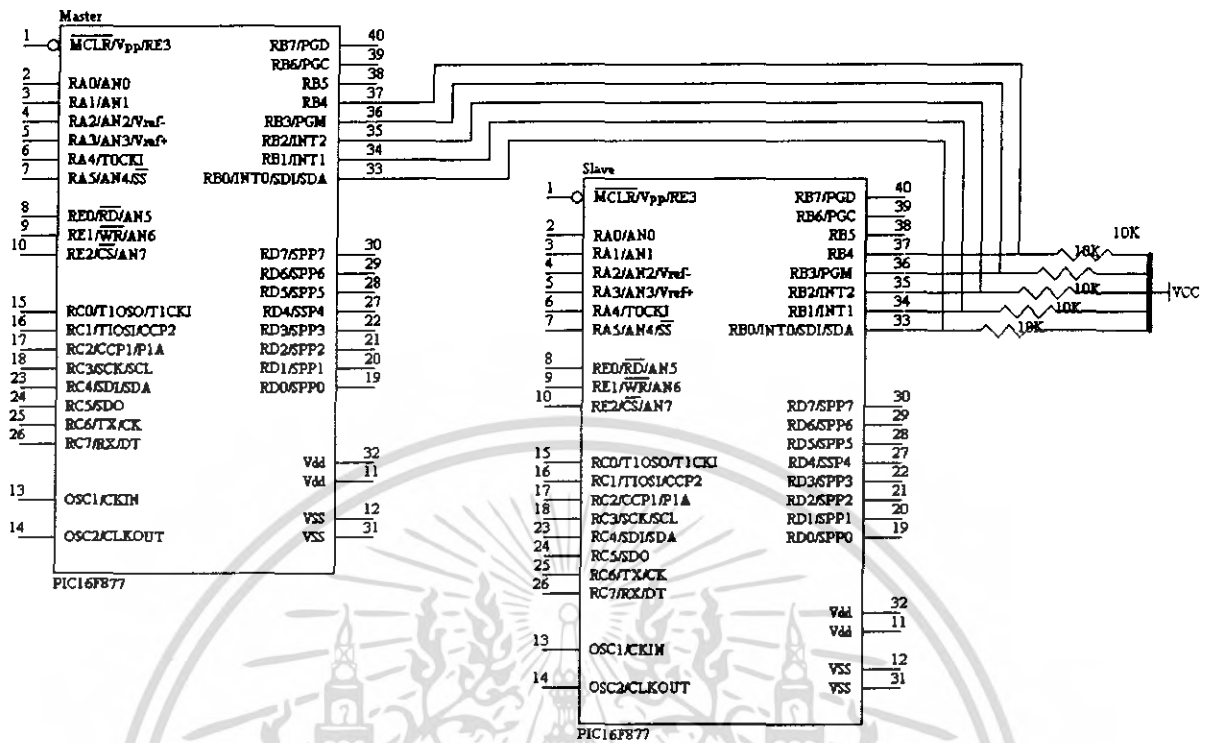 Master
1 MCLR/Vpp/RE3 RB7/PGD 40
RB6/PGC 39
2 RA0/AN0 RB5 38
3 RA1/AN1 RB4 37
4 RA2/AN2/Vref- RB3/PGM 36
5 RA3/AN3/Vref+ RB2/INT2 35
6 RA4/T0CKI RB1/INT1 34
7 RA5/AN4/SS RB0/INT0/SDI/SDA 33
8 RE0/RD/AN5
9 RE1/WR/AN6
10 RE2/CS/AN7 RD7/SPP7 30
RD6/SPP6 29
RD5/SPP5 28
15 RC0/T1OSO/T1CKI RD4/SSP4 27
16 RC1/T1OSI/CCP2 RD3/SPP3 22
17 RC2/CCP1/P1A RD2/SPP2 21
18 RC3/SCK/SCL RD1/SPP1 20
23 RC4/SDI/SDA RD0/SPP0 19
24 RC5/SDO
25 RC6/TX/CK
26 RC7/RX/DT
Vdd 32
Vdd 11
13 OSC1/CKIN
VSS 12
14 OSC2/CLKOUT VSS 31
PIC16F877
Slave
1 MCLR/Vpp/RE3 RB7/PGD 40
RB6/PGC 39
2 RA0/AN0 RB5 38
3 RA1/AN1 RB4 37 10K
4 RA2/AN2/Vref- RB3/PGM 36 10K
5 RA3/AN3/Vref+ RB2/INT2 35 10K VCC
6 RA4/T0CKI RB1/INT1 34 10K
7 RA5/AN4/SS RB0/INT0/SDI/SDA 33 10K
8 RE0/RD/AN5
9 RE1/WR/AN6
10 RE2/CS/AN7 RD7/SPP7 30
RD6/SPP6 29
RD5/SPP5 28
15 RC0/T1OSO/T1CKI RD4/SSP4 27
16 RC1/T1OSI/CCP2 RD3/SPP3 22
17 RC2/CCP1/P1A RD2/SPP2 21
18 RC3/SCK/SCL RD1/SPP1 20
23 RC4/SDI/SDA RD0/SPP0 19
24 RC5/SDO
25 RC6/TX/CK
26 RC7/RX/DT
Vdd 32
Vdd 11
13 OSC1/CKIN
VSS 12
14 OSC2/CLKOUT VSS 31
PIC16F877